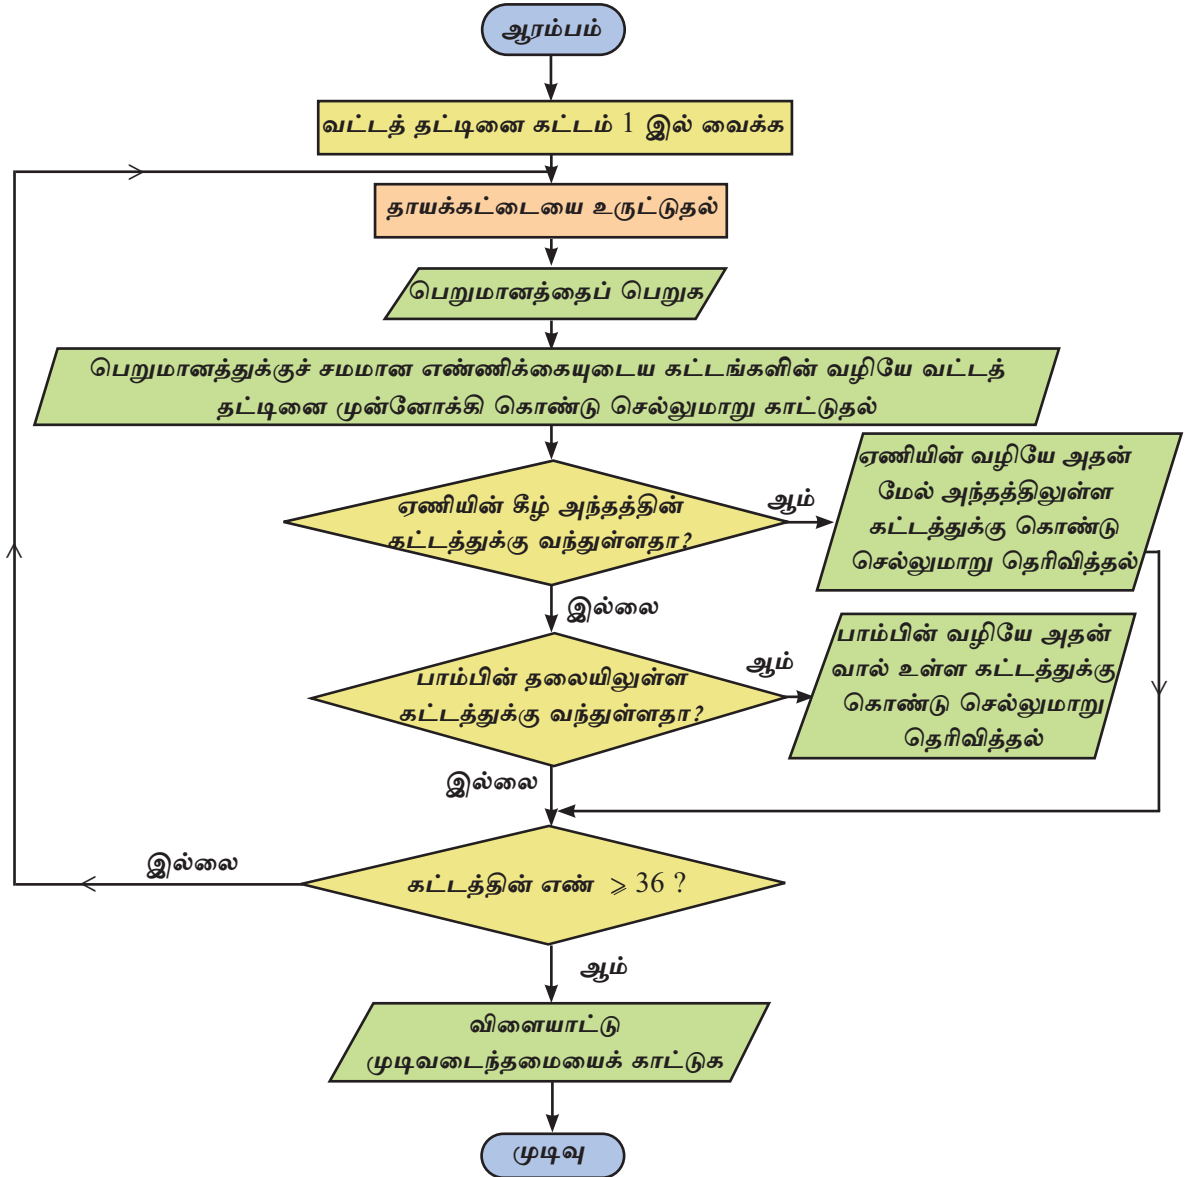 ஆரம்பம்
வட்டத் தட்டினை கட்டம் 1 இல் வைக்க
தாயக்கட்டையை உருட்டுதல்
பெறுமானத்தைப் பெறுக
பெறுமானத்துக்குச் சமமான எண்ணிக்கையுடைய கட்டங்களின் வழியே வட்டத்
தட்டினை முன்னோக்கி கொண்டு செல்லுமாறு காட்டுதல்
ஏணியின் கீழ் அந்தத்தின்
கட்டத்துக்கு வந்துள்ளதா?
ஆம்
ஏணியின் வழியே அதன்
மேல் அந்தத்திலுள்ள
கட்டத்துக்கு கொண்டு
செல்லுமாறு தெரிவித்தல்
இல்லை
பாம்பின் தலையிலுள்ள
கட்டத்துக்கு வந்துள்ளதா?
ஆம்
பாம்பின் வழியே அதன்
வால் உள்ள கட்டத்துக்கு
கொண்டு செல்லுமாறு
தெரிவித்தல்
இல்லை
கட்டத்தின் எண் ⩾ 36 ?
இல்லை
ஆம்
விளையாட்டு
முடிவடைந்தமையைக் காட்டுக
முடிவு